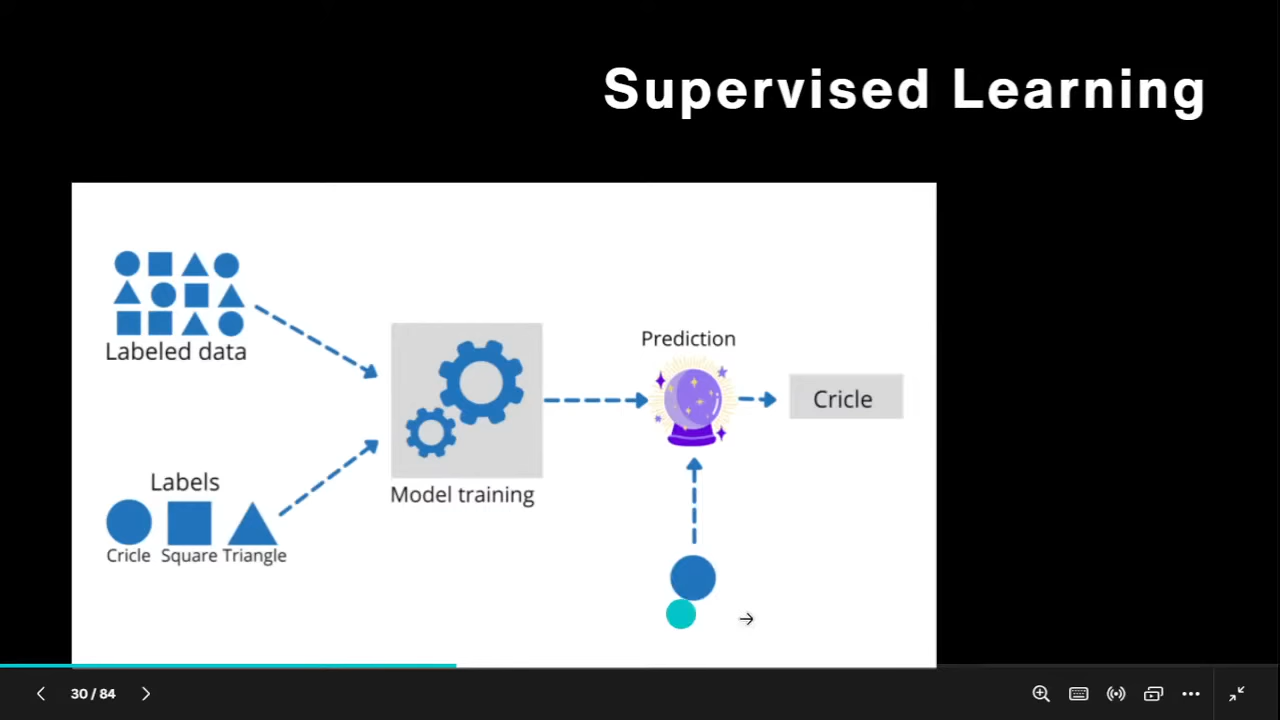 Supervised Learning
Labeled data
Labels
Cricle Square Triangle
Model training
Prediction
Cricle
30 / 84